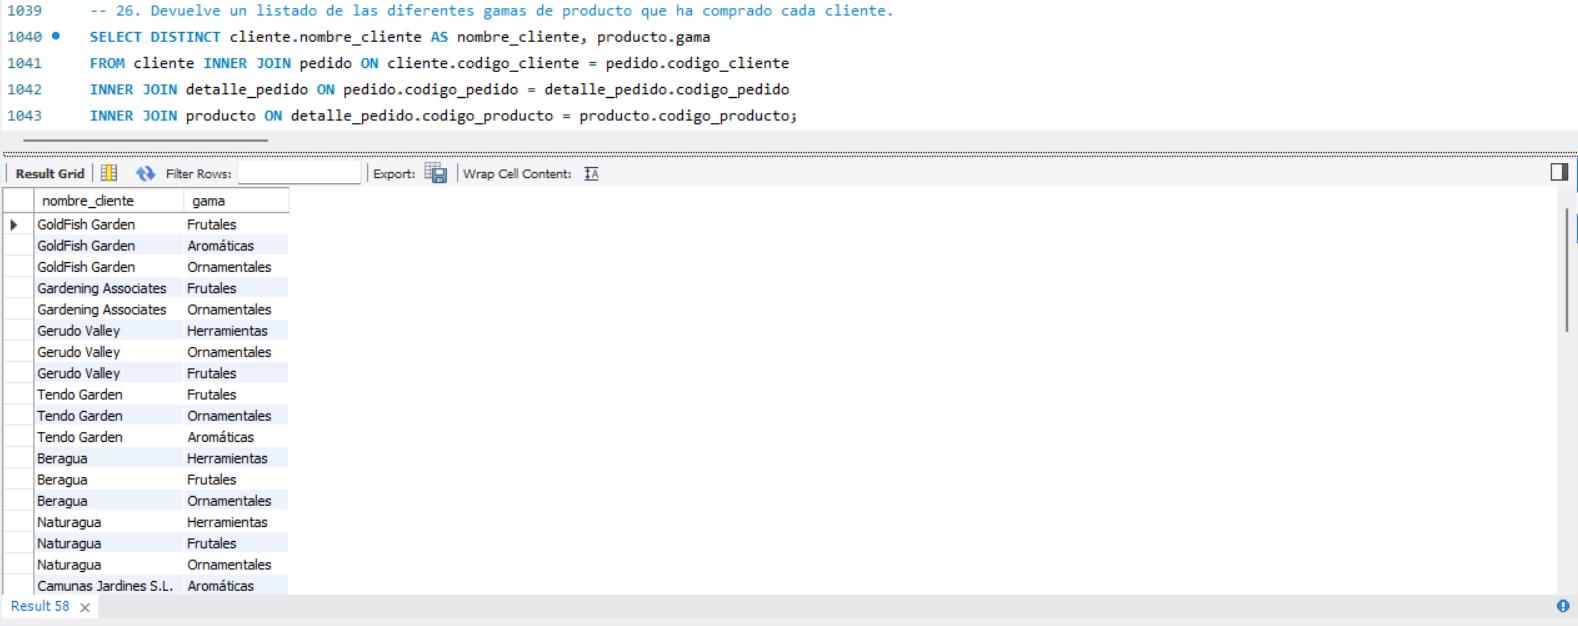 1039 -- 26. Devuelve un listado de las diferentes gamas de producto que ha comprado cada cliente.
1040 SELECT DISTINCT cliente.nombre_cliente AS nombre_cliente, producto.gama
1041 FROM cliente INNER JOIN pedido ON cliente.codigo_cliente = pedido.codigo_cliente
1042 INNER JOIN detalle_pedido ON pedido.codigo_pedido = detalle_pedido.codigo_pedido
1043 INNER JOIN producto ON detalle_pedido.codigo_producto = producto.codigo_producto;
Result Grid Filter Rows: Export: Wrap Cell Content: IA
nombre_cliente gama
GoldFish Garden Frutales
GoldFish Garden Aromáticas
GoldFish Garden Ornamentales
Gardening Associates Frutales
Gardening Associates Ornamentales
Gerudo Valley Herramientas
Gerudo Valley Ornamentales
Gerudo Valley Frutales
Tendo Garden Frutales
Tendo Garden Ornamentales
Tendo Garden Aromáticas
Beragua Herramientas
Beragua Frutales
Beragua Ornamentales
Naturagua Herramientas
Naturagua Frutales
Naturagua Ornamentales
Camunas Jardines S.L. Aromáticas
Result 58